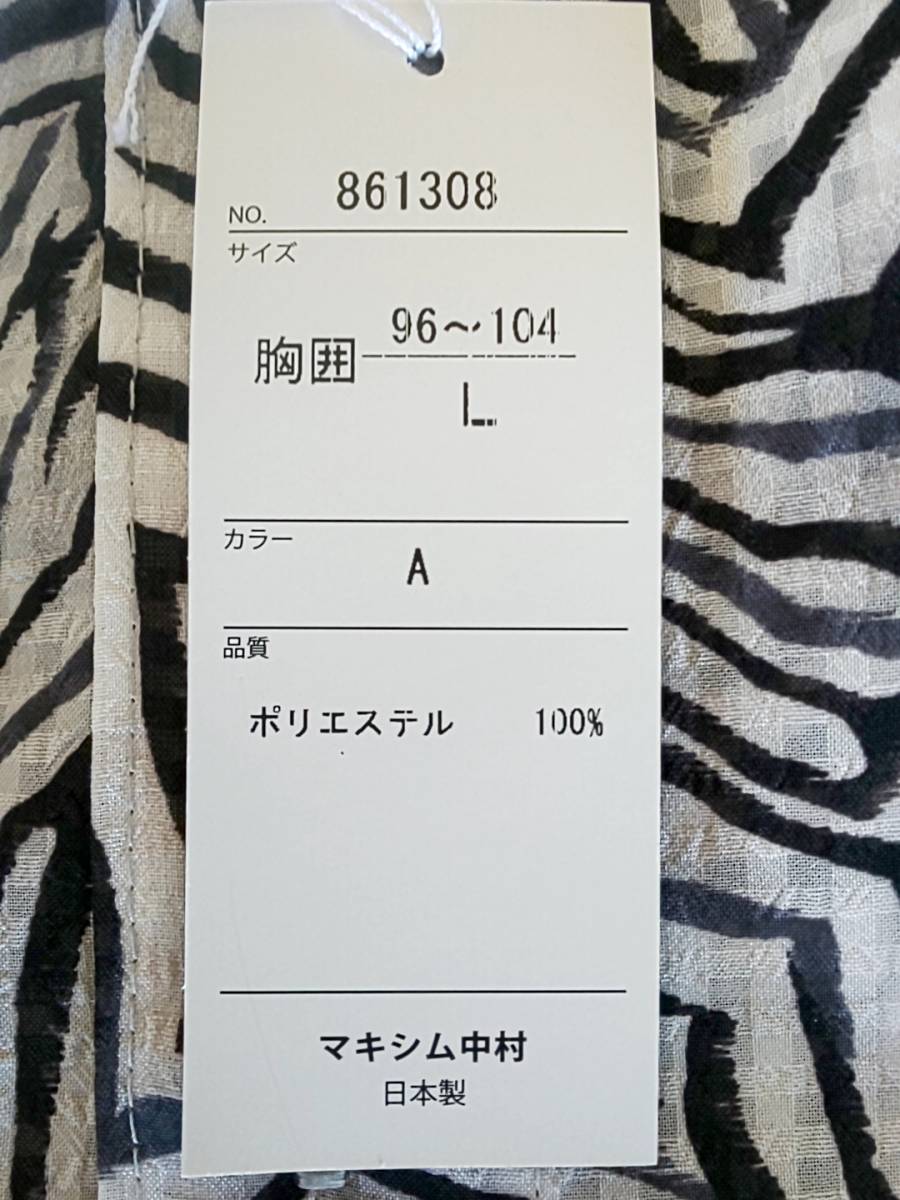 NO. 861308
サイズ
胸囲 96〜104
L
カラー
A
品質
ポリエステル 100%
マキシム中村
日本製